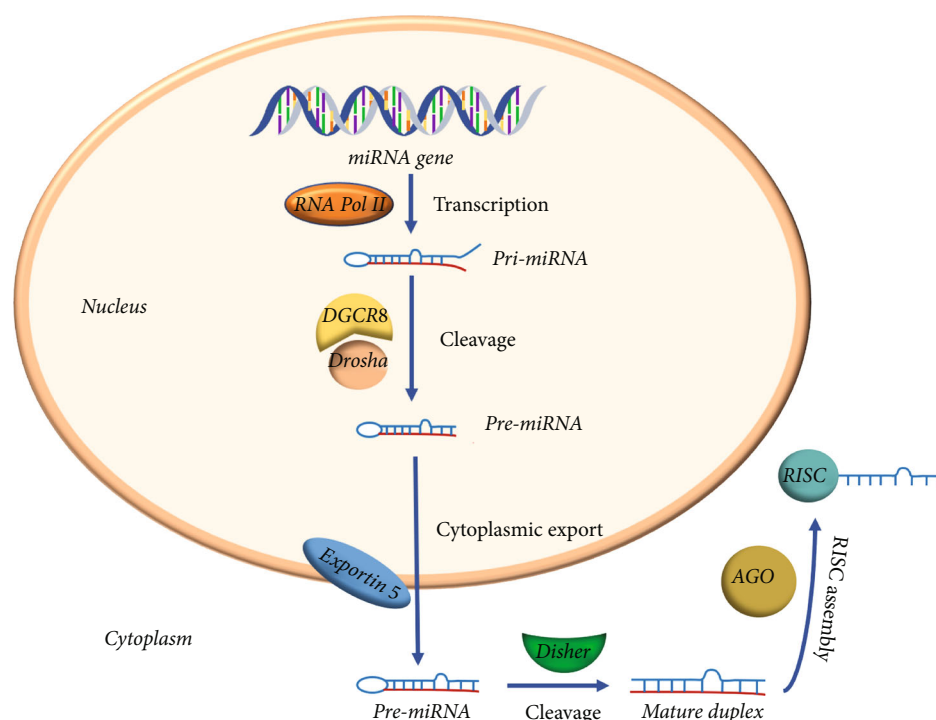 miRNA gene
RNA Pol II
Transcription
Pri-miRNA
Nucleus
DGCR8
Drosha
Cleavage
Pre-miRNA
RISC
Cytoplasmic export
Exportin 5
AGO
RISC assembly
Cytoplasm
Disher
Pre-miRNA
Cleavage
Mature duplex